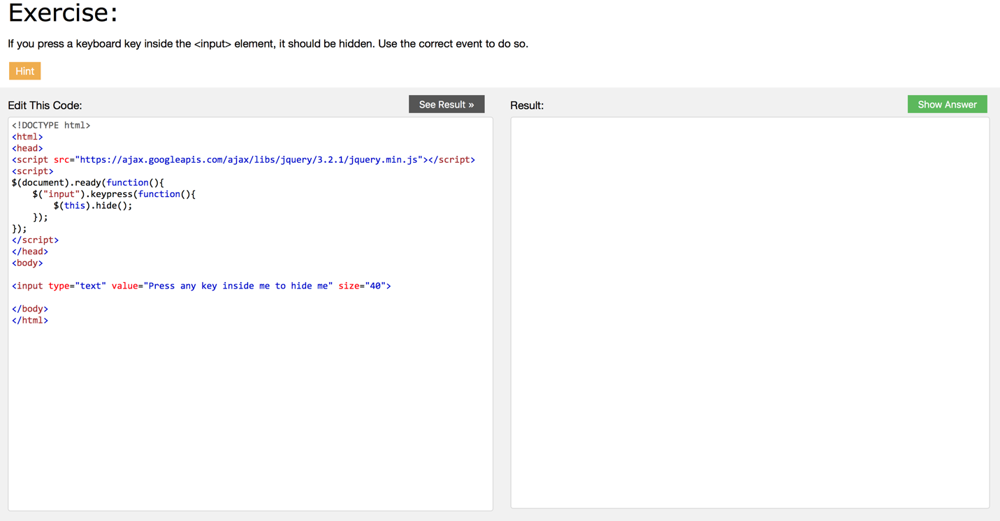 Exercise:
If you press a keyboard key inside the <input> element, it should be hidden. Use the correct event to do so.
Hint
Edit This Code:
See Result »
<!DOCTYPE html>
<html>
<head>
<script src="https://ajax.googleapis.com/ajax/libs/jquery/3.2.1/jquery.min.js"></script>
<script>
$(document).ready(function(){
    $("input").keypress(function(){
        $(this).hide();
    });
});
</script>
</head>
<body>
<input type="text" value="Press any key inside me to hide me" size="40">
</body>
</html>
Result:
Show Answer